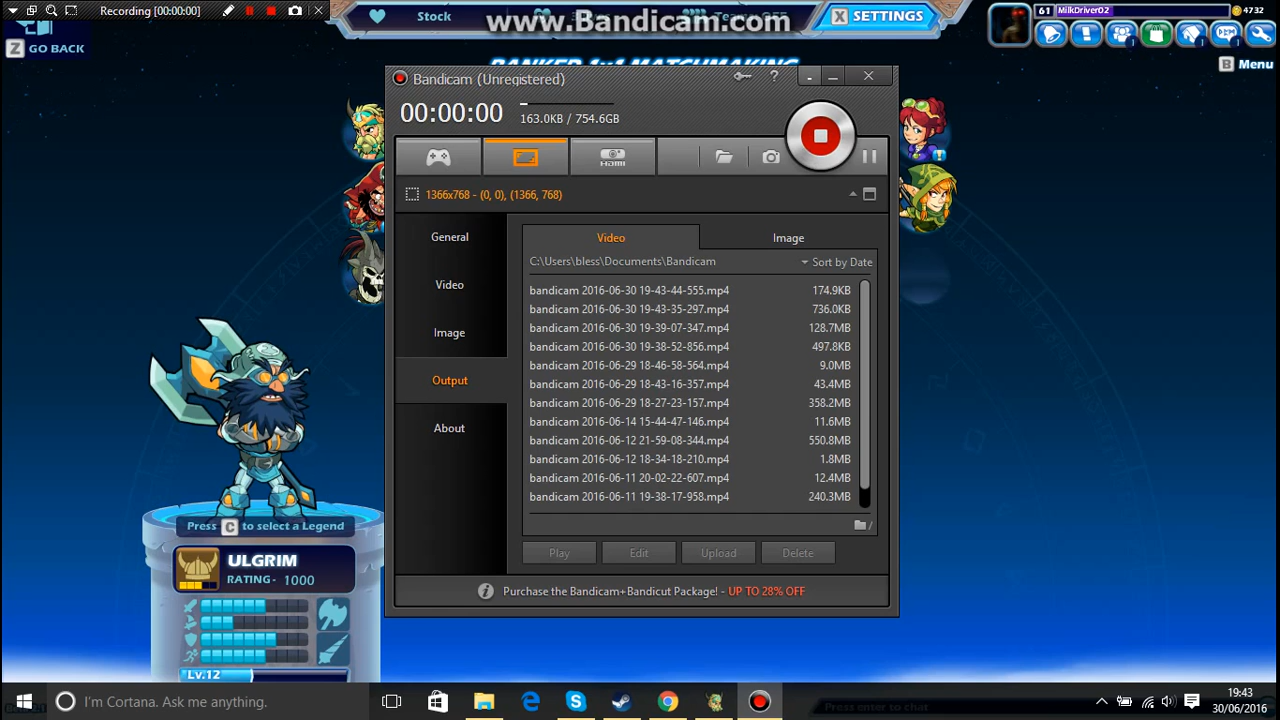 Recording [00:00:00]
www.Bandicam.com
Stock
X SETTINGS
61 MilkDriver02 4732
Z GO BACK
RANKED 1v1 MATCHMAKING
B Menu
Bandicam (Unregistered)
?
00:00:00
163.0KB / 754.6GB
HDMI
1366x768 - (0, 0), (1366, 768)
General
Video
Image
Output
About
Video
Image
C:\Users\bless\Documents\Bandicam
Sort by Date
bandicam 2016-06-30 19-43-44-555.mp4 174.9KB
bandicam 2016-06-30 19-43-35-297.mp4 736.0KB
bandicam 2016-06-30 19-39-07-347.mp4 128.7MB
bandicam 2016-06-30 19-38-52-856.mp4 497.8KB
bandicam 2016-06-29 18-46-58-564.mp4 9.0MB
bandicam 2016-06-29 18-43-16-357.mp4 43.4MB
bandicam 2016-06-29 18-27-23-157.mp4 358.2MB
bandicam 2016-06-14 15-44-47-146.mp4 11.6MB
bandicam 2016-06-12 21-59-08-344.mp4 550.8MB
bandicam 2016-06-12 18-34-18-210.mp4 1.8MB
bandicam 2016-06-11 20-02-22-607.mp4 12.4MB
bandicam 2016-06-11 19-38-17-958.mp4 240.3MB
/
Play
Edit
Upload
Delete
Purchase the Bandicam+Bandicut Package! - UP TO 28% OFF
Press C to select a Legend
ULGRIM
RATING - 1000
Lv.12
I'm Cortana. Ask me anything.
Press enter to chat
19:43
30/06/2016